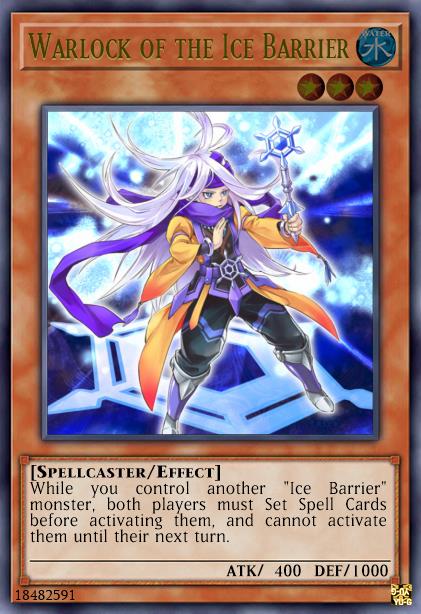 Warlock of the Ice Barrier
WATER
水
[Spellcaster/Effect]
While you control another "Ice Barrier"
monster, both players must Set Spell Cards
before activating them, and cannot activate
them until their next turn.
ATK/ 400 DEF/1000
18482591